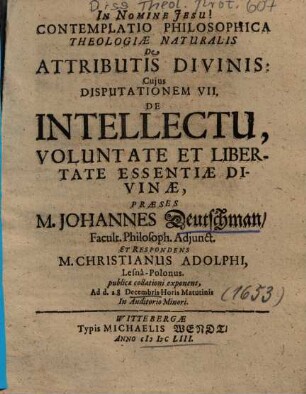 Diss Theol. Prot. 607
IN NOMINE JESU!
CONTEMPLATIO PHILOSOPHICA
THEOLOGIÆ NATURALIS
De
ATTRIBUTIS DIVINIS:
Cujus
DISPUTATIONEM VII.
DE
INTELLECTU,
VOLUNTATE ET LIBER-
TATE ESSENTIÆ DI-
VINÆ,
PRÆSES
M. JOHANNES Deutschman/
Facult. Philosoph. Adjunct.
ET RESPONDENS
M. CHRISTIANUS ADOLPHI,
Lesnâ-Polonus.
publicæ collationi exponent,
Ad d. 28 Decembris Horis Matutinis
In Auditorio Minori.
(1653)
WITTEBERGÆ
Typis MICHAELIS WENDT/
ANNO cIɔ Iɔc LIII.